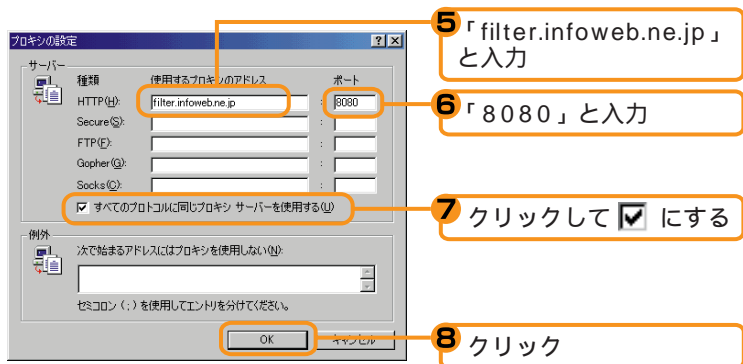 プロキシの設定
サーバー
種類 使用するプロキシのアドレス ポート
HTTP(H): filter.infoweb.ne.jp : 8080
Secure(S): :
FTP(F): :
Gopher(G): :
Socks(C): :
すべてのプロトコルに同じプロキシ サーバーを使用する(U)
例外
次で始まるアドレスにはプロキシを使用しない(N):
セミコロン ( ; ) を使用してエントリを分けてください。
OK キャンセル
5 「filter.infoweb.ne.jp」
と入力
6 「8080」と入力
7 クリックして にする
8 クリック